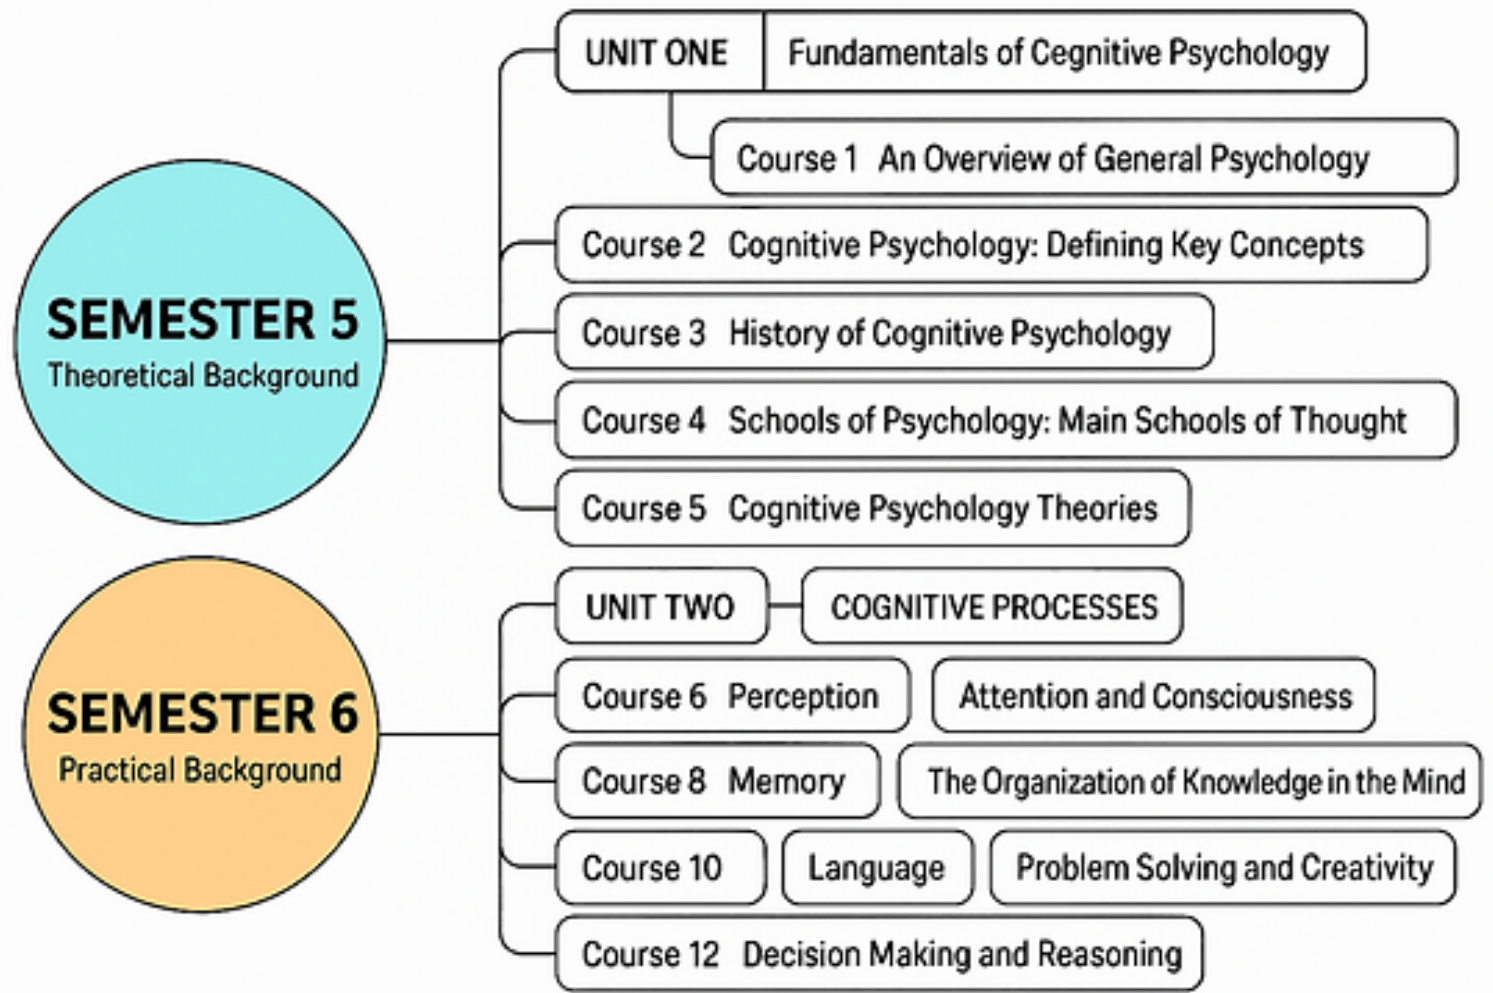 SEMESTER 5
Theoretical Background
UNIT ONE Fundamentals of Cegnitive Psychology
Course 1 An Overview of General Psychology
Course 2 Cognitive Psychology: Defining Key Concepts
Course 3 History of Cognitive Psychology
Course 4 Schools of Psychology: Main Schools of Thought
Course 5 Cognitive Psychology Theories
SEMESTER 6
Practical Background
UNIT TWO COGNITIVE PROCESSES
Course 6 Perception Attention and Consciousness
Course 8 Memory The Organization of Knowledge in the Mind
Course 10 Language Problem Solving and Creativity
Course 12 Decision Making and Reasoning